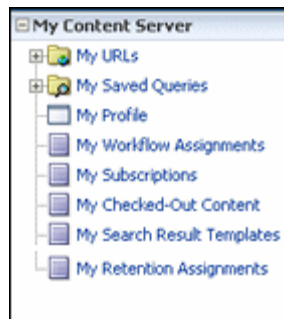 My Content Server
My URLs
My Saved Queries
My Profile
My Workflow Assignments
My Subscriptions
My Checked-Out Content
My Search Result Templates
My Retention Assignments